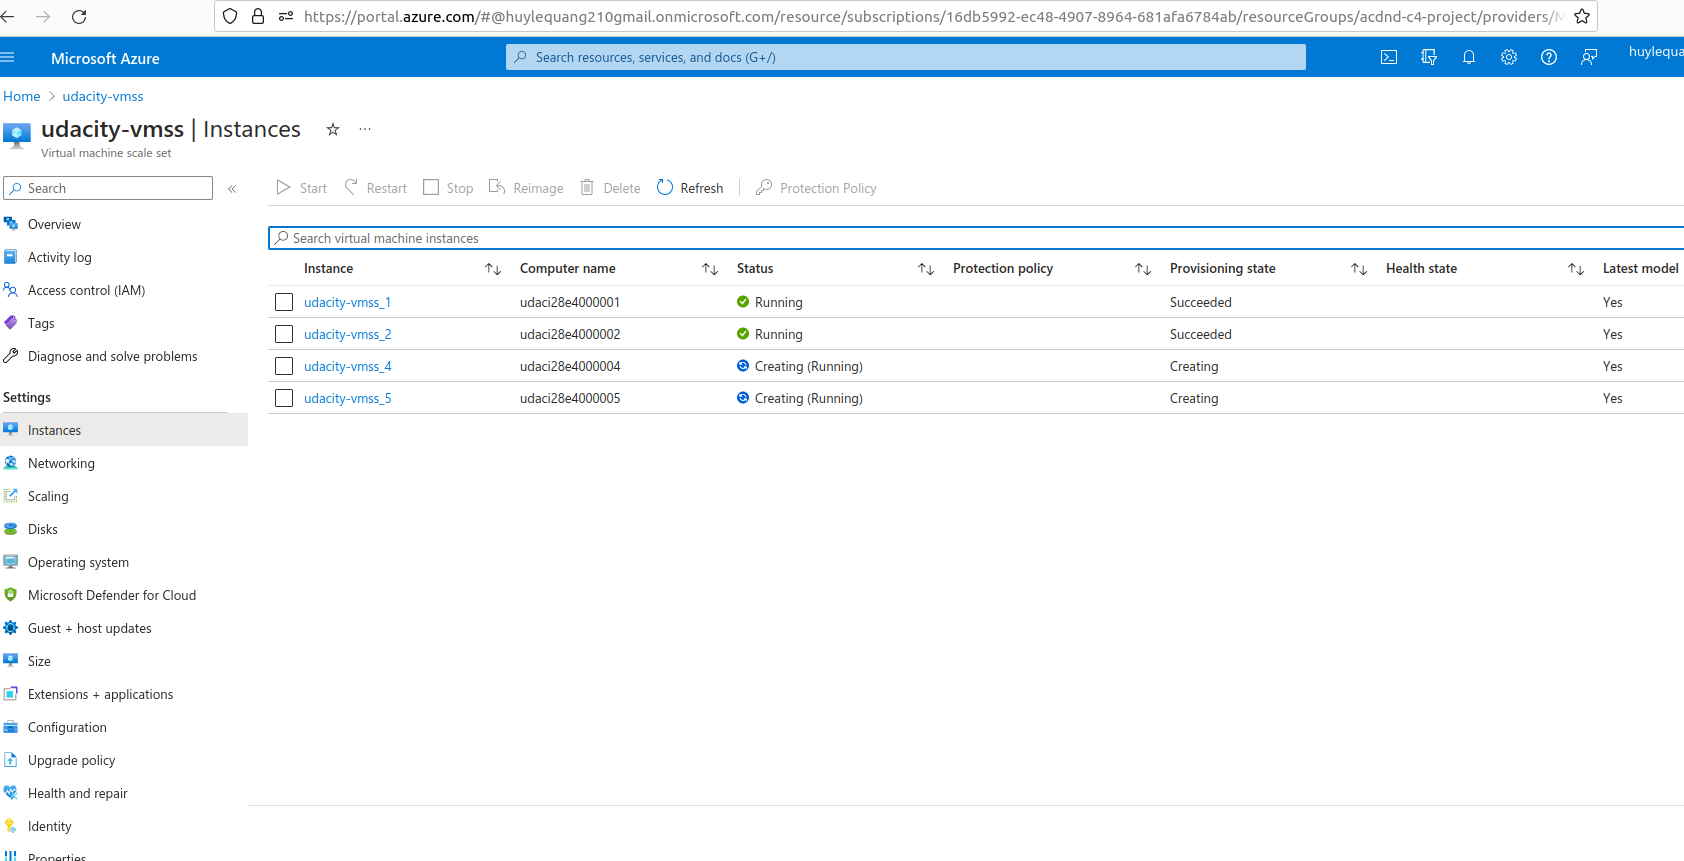 https://portal.azure.com/#@huylequang210gmail.onmicrosoft.com/resource/subscriptions/16db5992-ec48-4907-8964-681afa6784ab/resourceGroups/acdnd-c4-project/providers/M
Microsoft Azure
Search resources, services, and docs (G+/)
huylequa
Home > udacity-vmss
udacity-vmss | Instances
Virtual machine scale set
Search
«
Start Restart Stop Reimage Delete Refresh Protection Policy
Search virtual machine instances
Overview
Activity log
Access control (IAM)
Tags
Diagnose and solve problems
Settings
Instances
Networking
Scaling
Disks
Operating system
Microsoft Defender for Cloud
Guest + host updates
Size
Extensions + applications
Configuration
Upgrade policy
Health and repair
Identity
Properties
Instance Computer name Status Protection policy Provisioning state Health state Latest model
udacity-vmss_1 udaci28e4000001 Running Succeeded Yes
udacity-vmss_2 udaci28e4000002 Running Succeeded Yes
udacity-vmss_4 udaci28e4000004 Creating (Running) Creating Yes
udacity-vmss_5 udaci28e4000005 Creating (Running) Creating Yes